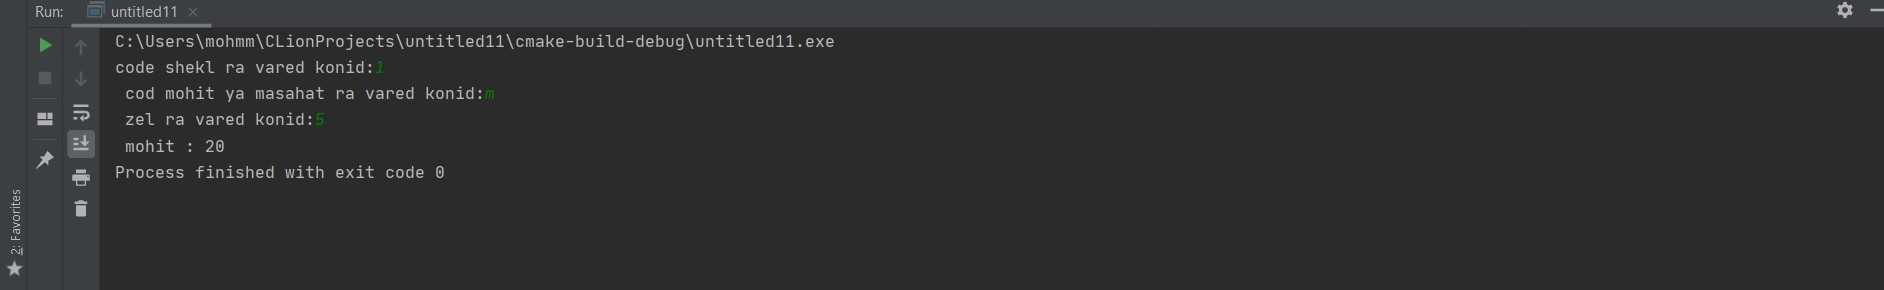 Run: untitled11
C:\Users\mohmm\CLionProjects\untitled11\cmake-build-debug\untitled11.exe
code shekl ra vared konid:1
cod mohit ya masahat ra vared konid:m
zel ra vared konid:5
mohit : 20
Process finished with exit code 0
2: Favorites